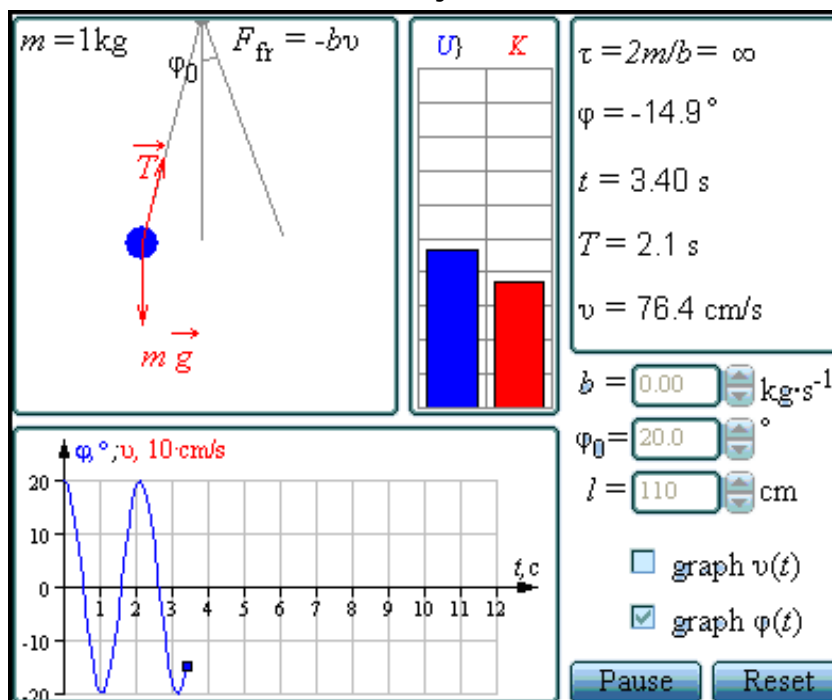 m = 1kg
φ0
F fr = -bυ
T
m g
U} K
τ = 2m/b = ∞
φ = -14.9°
t = 3.40 s
T = 2.1 s
υ = 76.4 cm/s
b = 0.00 kg·s-1
φ0 = 20.0 °
l = 110 cm
graph υ(t)
graph φ(t)
Pause Reset
φ,°;υ, 10·cm/s
20
10
0
-10
-20
1 2 3 4 5 6 7 8 9 10 11 12
t, c